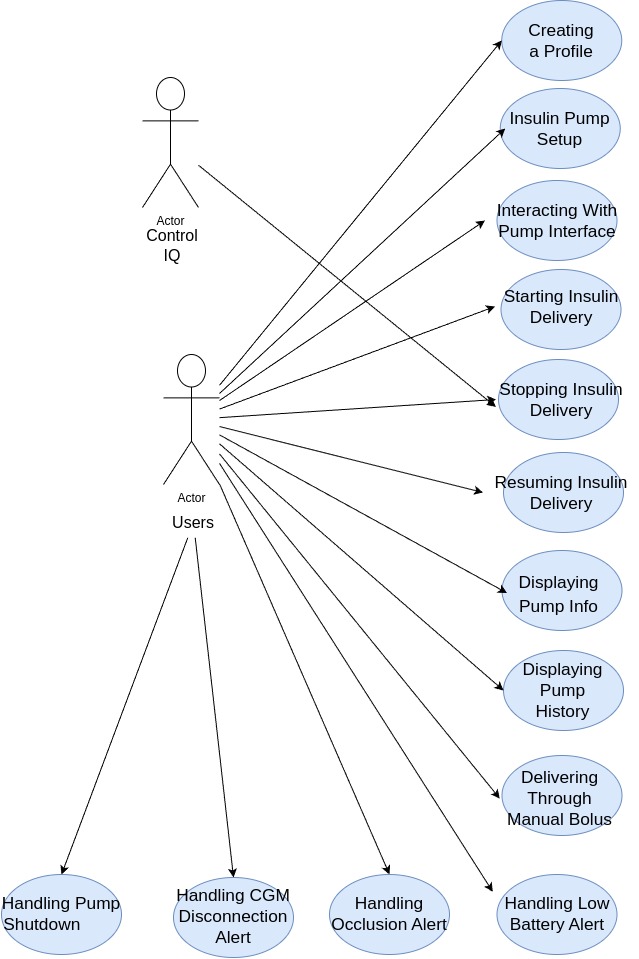 Creating
a Profile
Insulin Pump
Setup
Actor
Control
IQ
Interacting With
Pump Interface
Starting Insulin
Delivery
Stopping Insulin
Delivery
Actor
Users
Resuming Insulin
Delivery
Displaying
Pump Info
Displaying
Pump
History
Delivering
Through
Manual Bolus
Handling Pump
Shutdown
Handling CGM
Disconnection
Alert
Handling
Occlusion Alert
Handling Low
Battery Alert